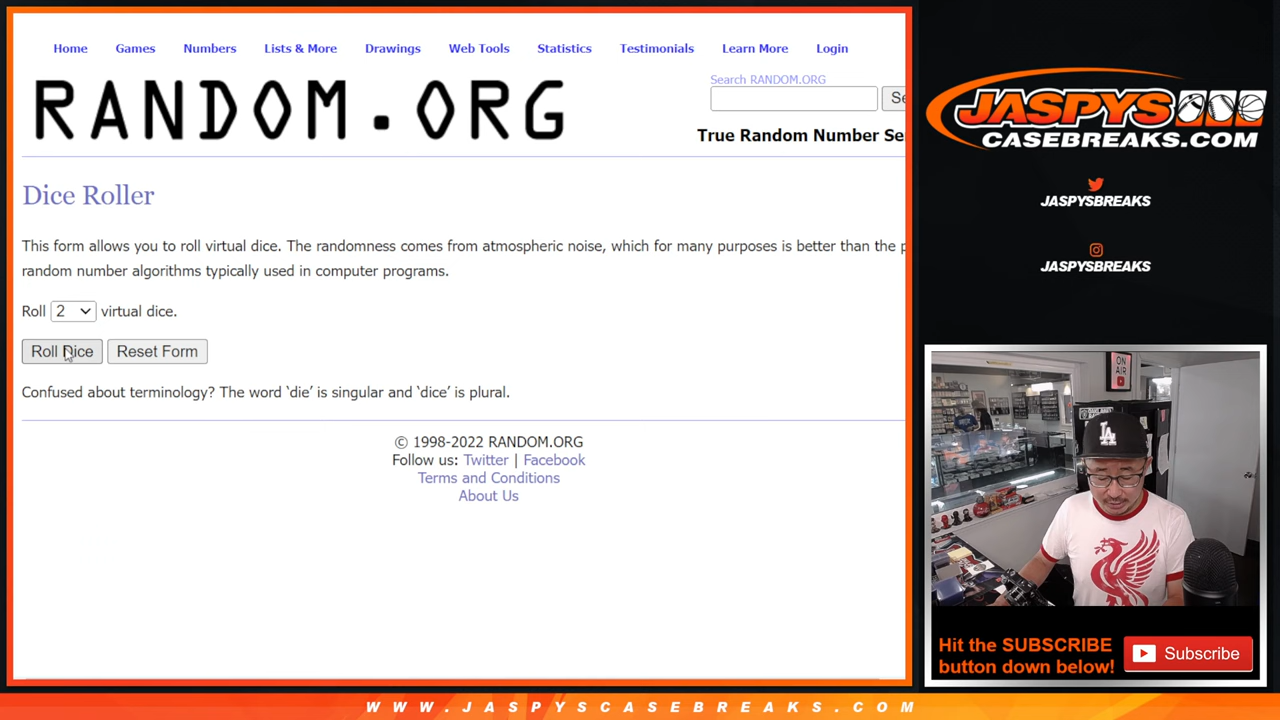 Home Games Numbers Lists & More Drawings Web Tools Statistics Testimonials Learn More Login
RANDOM.ORG
Search RANDOM.ORG
Se
True Random Number Se
Dice Roller
This form allows you to roll virtual dice. The randomness comes from atmospheric noise, which for many purposes is better than the p
random number algorithms typically used in computer programs.
Roll 2 virtual dice.
Roll Dice Reset Form
Confused about terminology? The word ‘die’ is singular and ‘dice’ is plural.
© 1998-2022 RANDOM.ORG
Follow us: Twitter | Facebook
Terms and Conditions
About Us
JASPYS
CASEBREAKS.COM
JASPYSBREAKS
JASPYSBREAKS
ON
AIR
LA
Hit the SUBSCRIBE
button down below!
Subscribe
WWW.JASPYSCASEBREAKS.COM